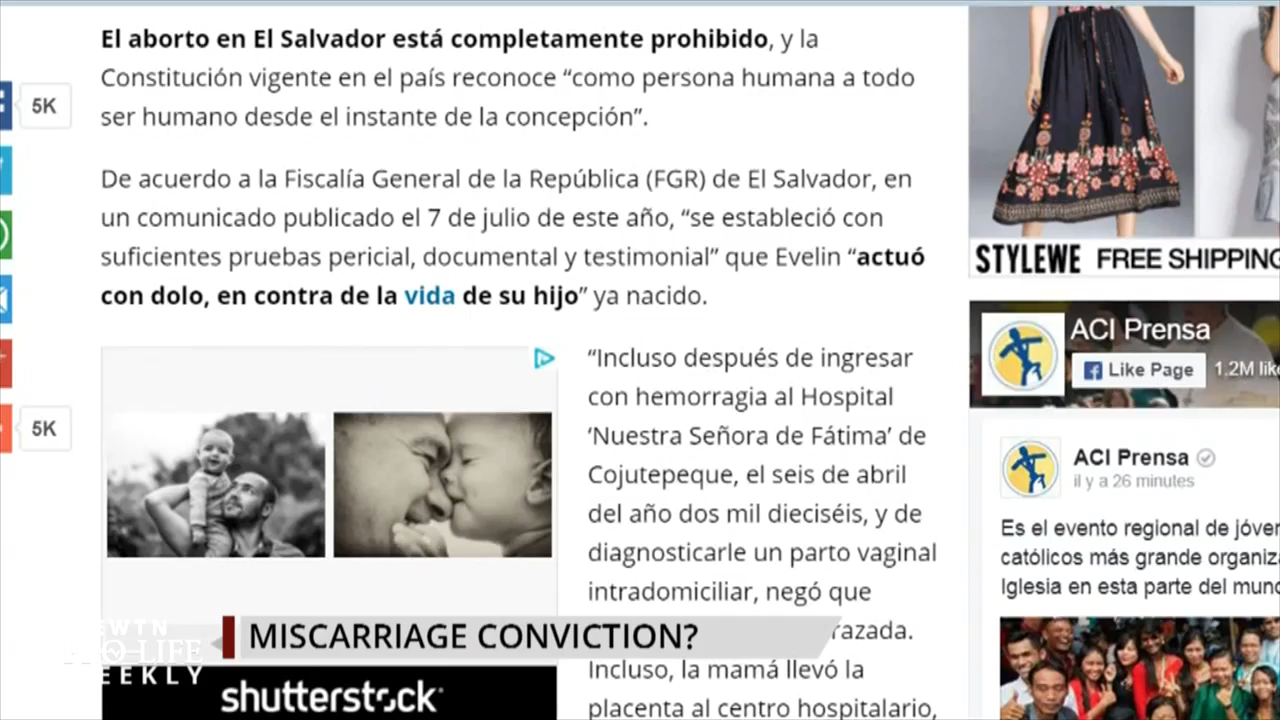 El aborto en El Salvador está completamente prohibido, y la
Constitución vigente en el país reconoce “como persona humana a todo
ser humano desde el instante de la concepción”.
5K
De acuerdo a la Fiscalía General de la República (FGR) de El Salvador, en
un comunicado publicado el 7 de julio de este año, “se estableció con
suficientes pruebas pericial, documental y testimonial” que Evelin “actuó
con dolo, en contra de la vida de su hijo” ya nacido.
5K
“Incluso después de ingresar
con hemorragia al Hospital
‘Nuestra Señora de Fátima’ de
Cojutepeque, el seis de abril
del año dos mil dieciséis, y de
diagnosticarle un parto vaginal
intradomiciliar, negó que
Incluso, la mamá llevó la
placenta al centro hospitalario,
shutterstock
STYLEWE FREE SHIPPING
ACI Prensa
Like Page 1.2M
ACI Prensa
il y a 26 minutes
Es el evento regional de
católicos más grande
Iglesia en esta parte del
EWTN
PRO-LIFE
WEEKLY
MISCARRIAGE CONVICTION?